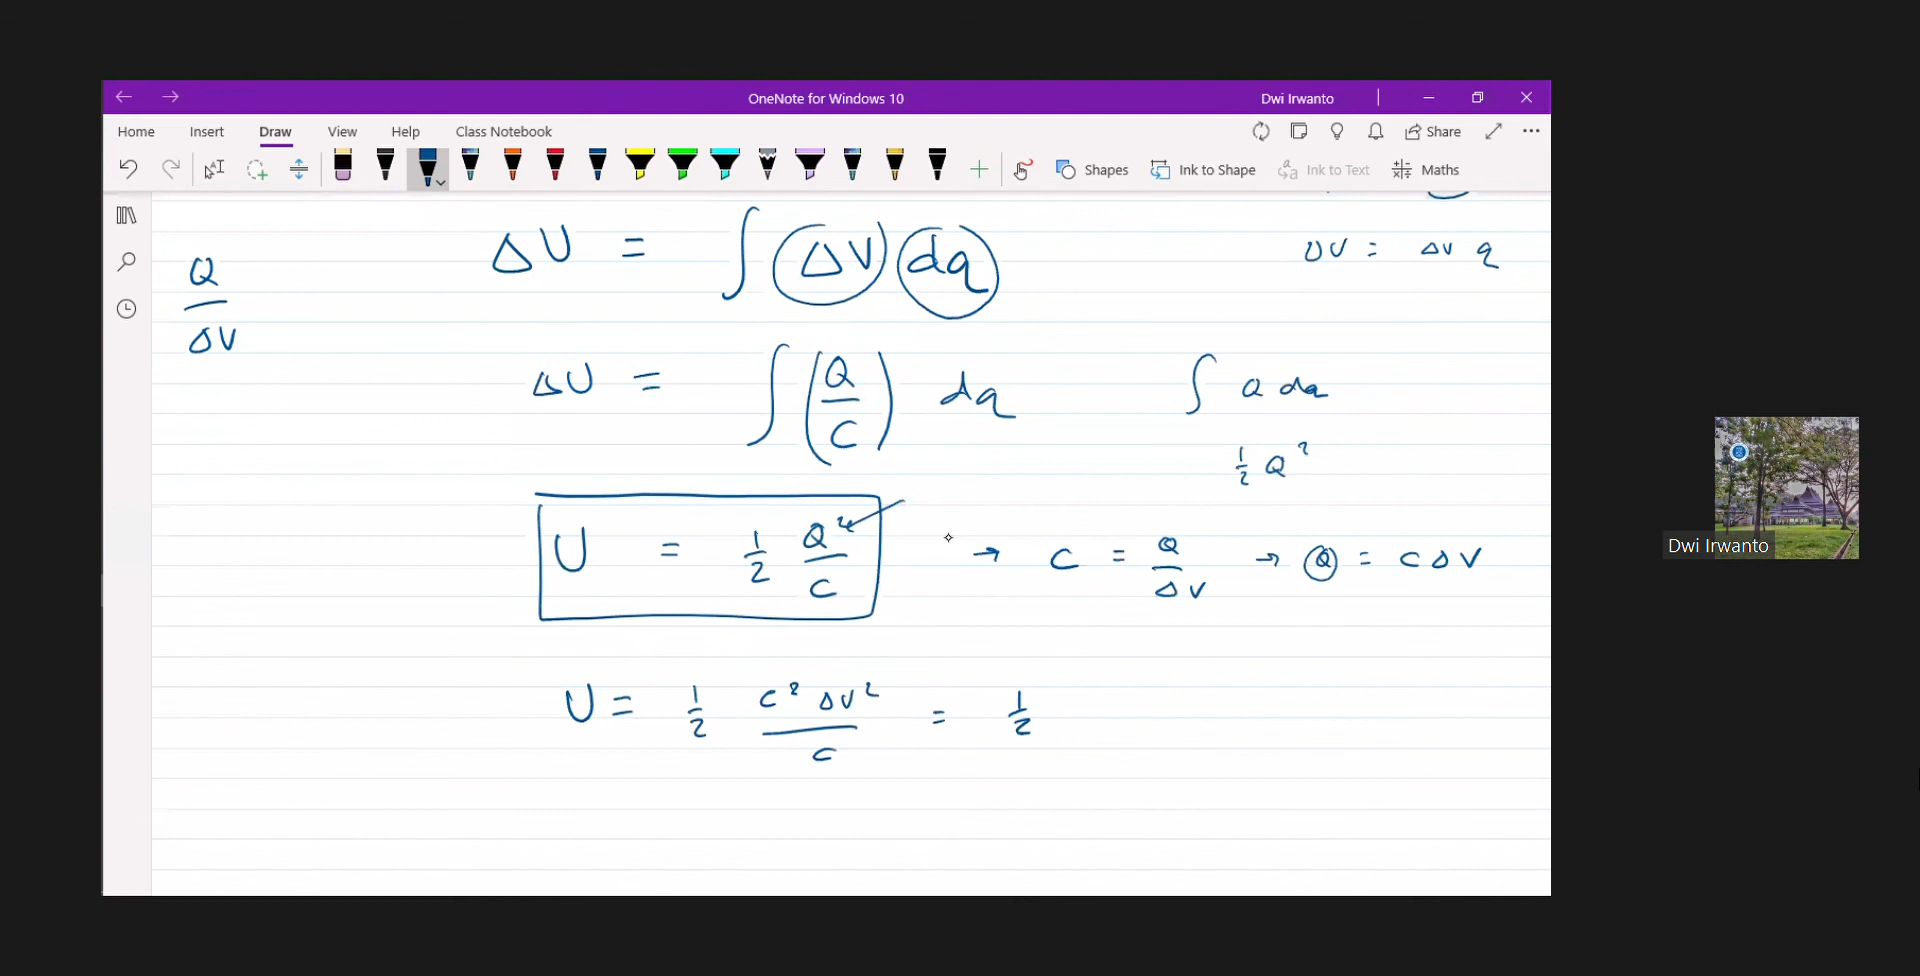 OneNote for Windows 10
Dwi Irwanto
Home Insert Draw View Help Class Notebook
Share
Shapes Ink to Shape Ink to Text Maths
Q/ΔV
ΔU = ∫ (ΔV) dq
ΔU = ΔV q
ΔU = ∫ (Q/C) dq
∫ Q dq
1/2 Q²
U = 1/2 Q²/C → C = Q/ΔV → Q = C ΔV
U = 1/2 C² ΔV²/C = 1/2
Dwi Irwanto